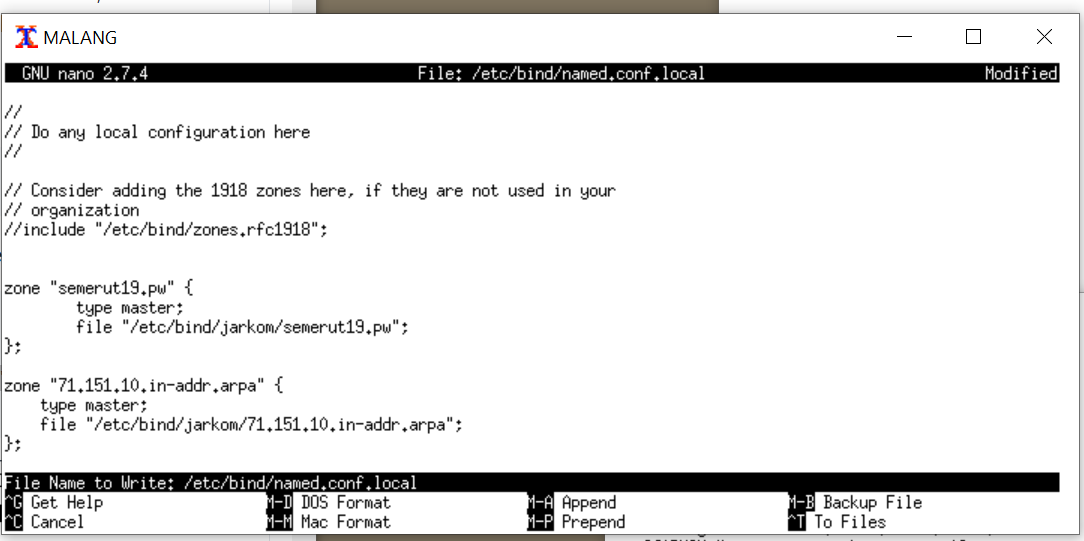 MALANG
GNU nano 2.7.4 File: /etc/bind/named.conf.local Modified
//
// Do any local configuration here
//
// Consider adding the 1918 zones here, if they are not used in your
// organization
//include "/etc/bind/zones.rfc1918";
zone "semerut19.pw" {
type master;
file "/etc/bind/jarkom/semerut19.pw";
};
zone "71.151.10.in-addr.arpa" {
type master;
file "/etc/bind/jarkom/71.151.10.in-addr.arpa";
};
File Name to Write: /etc/bind/named.conf.local
^G Get Help M-D DOS Format M-A Append M-B Backup File
^C Cancel M-M Mac Format M-P Prepend ^T To Files